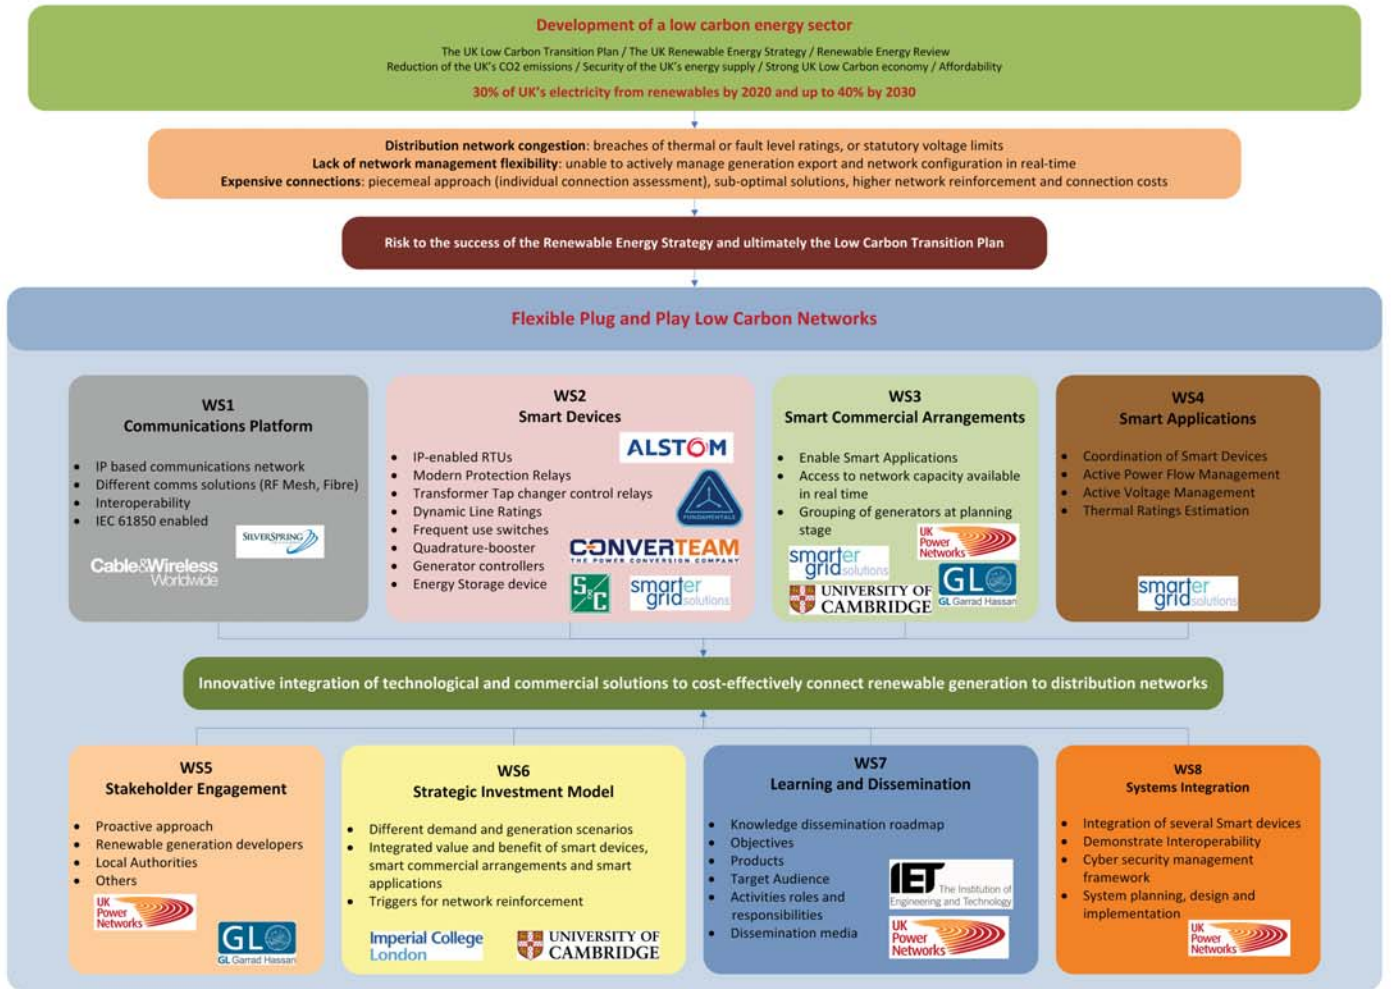 Development of a low carbon energy sector
The UK Low Carbon Transition Plan / The UK Renewable Energy Strategy / Renewable Energy Review
Reduction of the UK's CO2 emissions / Security of the UK's energy supply / Strong UK Low Carbon economy / Affordability
30% of UK's electricity from renewables by 2020 and up to 40% by 2030
Distribution network congestion: breaches of thermal or fault level ratings, or statutory voltage limits
Lack of network management flexibility: unable to actively manage generation export and network configuration in real-time
Expensive connections: piecemeal approach (individual connection assessment), sub-optimal solutions, higher network reinforcement and connection costs
Risk to the success of the Renewable Energy Strategy and ultimately the Low Carbon Transition Plan
Flexible Plug and Play Low Carbon Networks
WS1
Communications Platform
• IP based communications network
• Different comms solutions (RF Mesh, Fibre)
• Interoperability
• IEC 61850 enabled
SILVERSPRING
Cable&Wireless
Worldwide
WS2
Smart Devices
• IP-enabled RTUs
• Modern Protection Relays
• Transformer Tap changer control relays
• Dynamic Line Ratings
• Frequent use switches
• Quadrature-booster
• Generator controllers
• Energy Storage device
ALSTOM
FUNDAMENTALS
CONVERTEAM
THE POWER CONVERSION COMPANY
S&C
smarter
grid solutions
WS3
Smart Commercial Arrangements
• Enable Smart Applications
• Access to network capacity available
in real time
• Grouping of generators at planning
stage
UK
Power
Networks
smarter
grid solutions
GL
GL Garrad Hassan
UNIVERSITY OF
CAMBRIDGE
WS4
Smart Applications
• Coordination of Smart Devices
• Active Power Flow Management
• Active Voltage Management
• Thermal Ratings Estimation
smarter
grid solutions
Innovative integration of technological and commercial solutions to cost-effectively connect renewable generation to distribution networks
WS5
Stakeholder Engagement
• Proactive approach
• Renewable generation developers
• Local Authorities
• Others
UK
Power
Networks
GL
GL Garrad Hassan
WS6
Strategic Investment Model
• Different demand and generation scenarios
• Integrated value and benefit of smart devices,
smart commercial arrangements and smart
applications
• Triggers for network reinforcement
Imperial College
London
UNIVERSITY OF
CAMBRIDGE
WS7
Learning and Dissemination
• Knowledge dissemination roadmap
• Objectives
• Products
• Target Audience
• Activities roles and
responsibilities
• Dissemination media
IET The Institution of
Engineering and Technology
UK
Power
Networks
WS8
Systems Integration
• Integration of several Smart devices
• Demonstrate Interoperability
• Cyber security management
framework
• System planning, design and
implementation
UK
Power
Networks